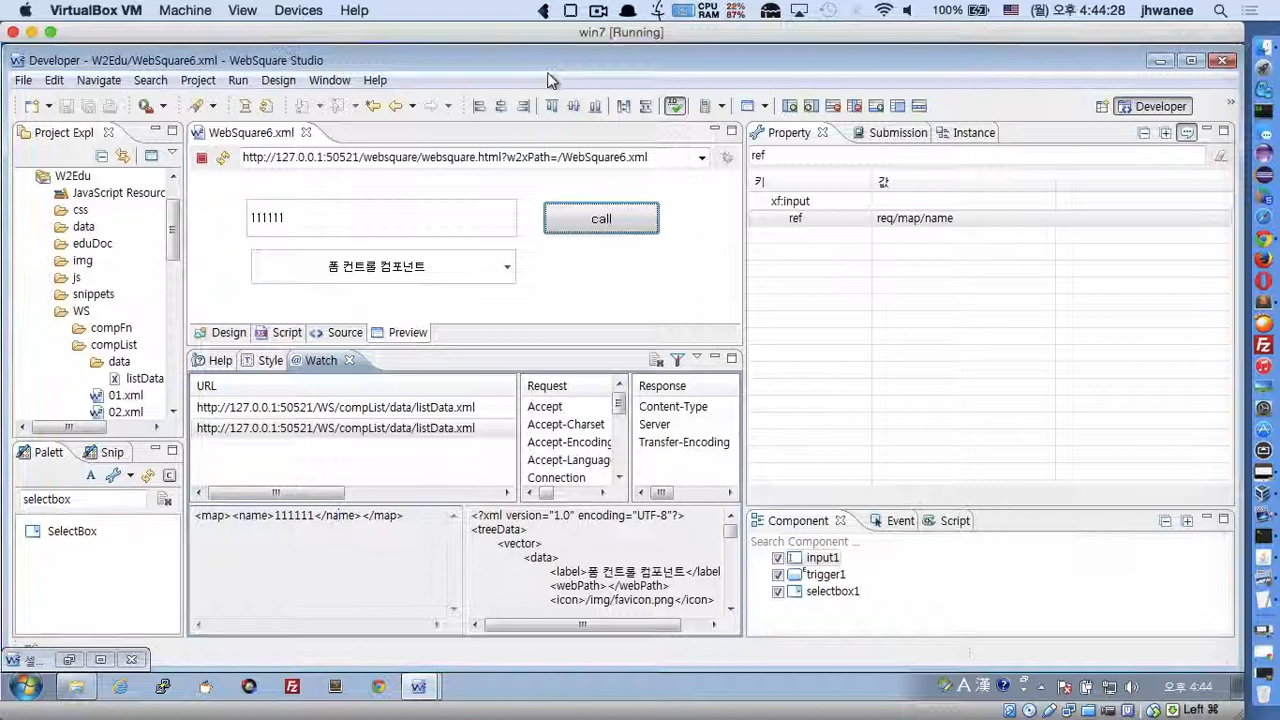 VirtualBox VM Machine View Devices Help
CPU 22%
RAM 87%
100% (월) 오후 4:44:28 jhwanee
win7 [Running]
Developer - W2Edu/WebSquare6.xml - WebSquare Studio
File Edit Navigate Search Project Run Design Window Help
Developer
Project Expl
WebSquare6.xml
Property Submission Instance
http://127.0.0.1:50521/websquare/websquare.html?w2xPath=/WebSquare6.xml
ref
키 값
xf:input
ref req/map/name
W2Edu
JavaScript Resourc
css
data
eduDoc
img
js
snippets
WS
compFn
compList
data
listData
01.xml
02.xml
111111
call
폼 컨트롤 컴포넌트
Design Script Source Preview
Help Style Watch
URL
http://127.0.0.1:50521/WS/compList/data/listData.xml
http://127.0.0.1:50521/WS/compList/data/listData.xml
Request
Accept
Accept-Charset
Accept-Encoding
Accept-Languag
Connection
Response
Content-Type
Server
Transfer-Encoding
Palett Snip
selectbox
SelectBox
<map><name>111111</name></map>
<?xml version="1.0" encoding="UTF-8"?>
<treeData>
<vector>
<data>
<label>폼 컨트롤 컴포넌트</label
<webPath></webPath>
<icon>/img/favicon.png</icon>
Component Event Script
Search Component ...
input1
trigger1
selectbox1
A 漢
오후 4:44
Left ⌘